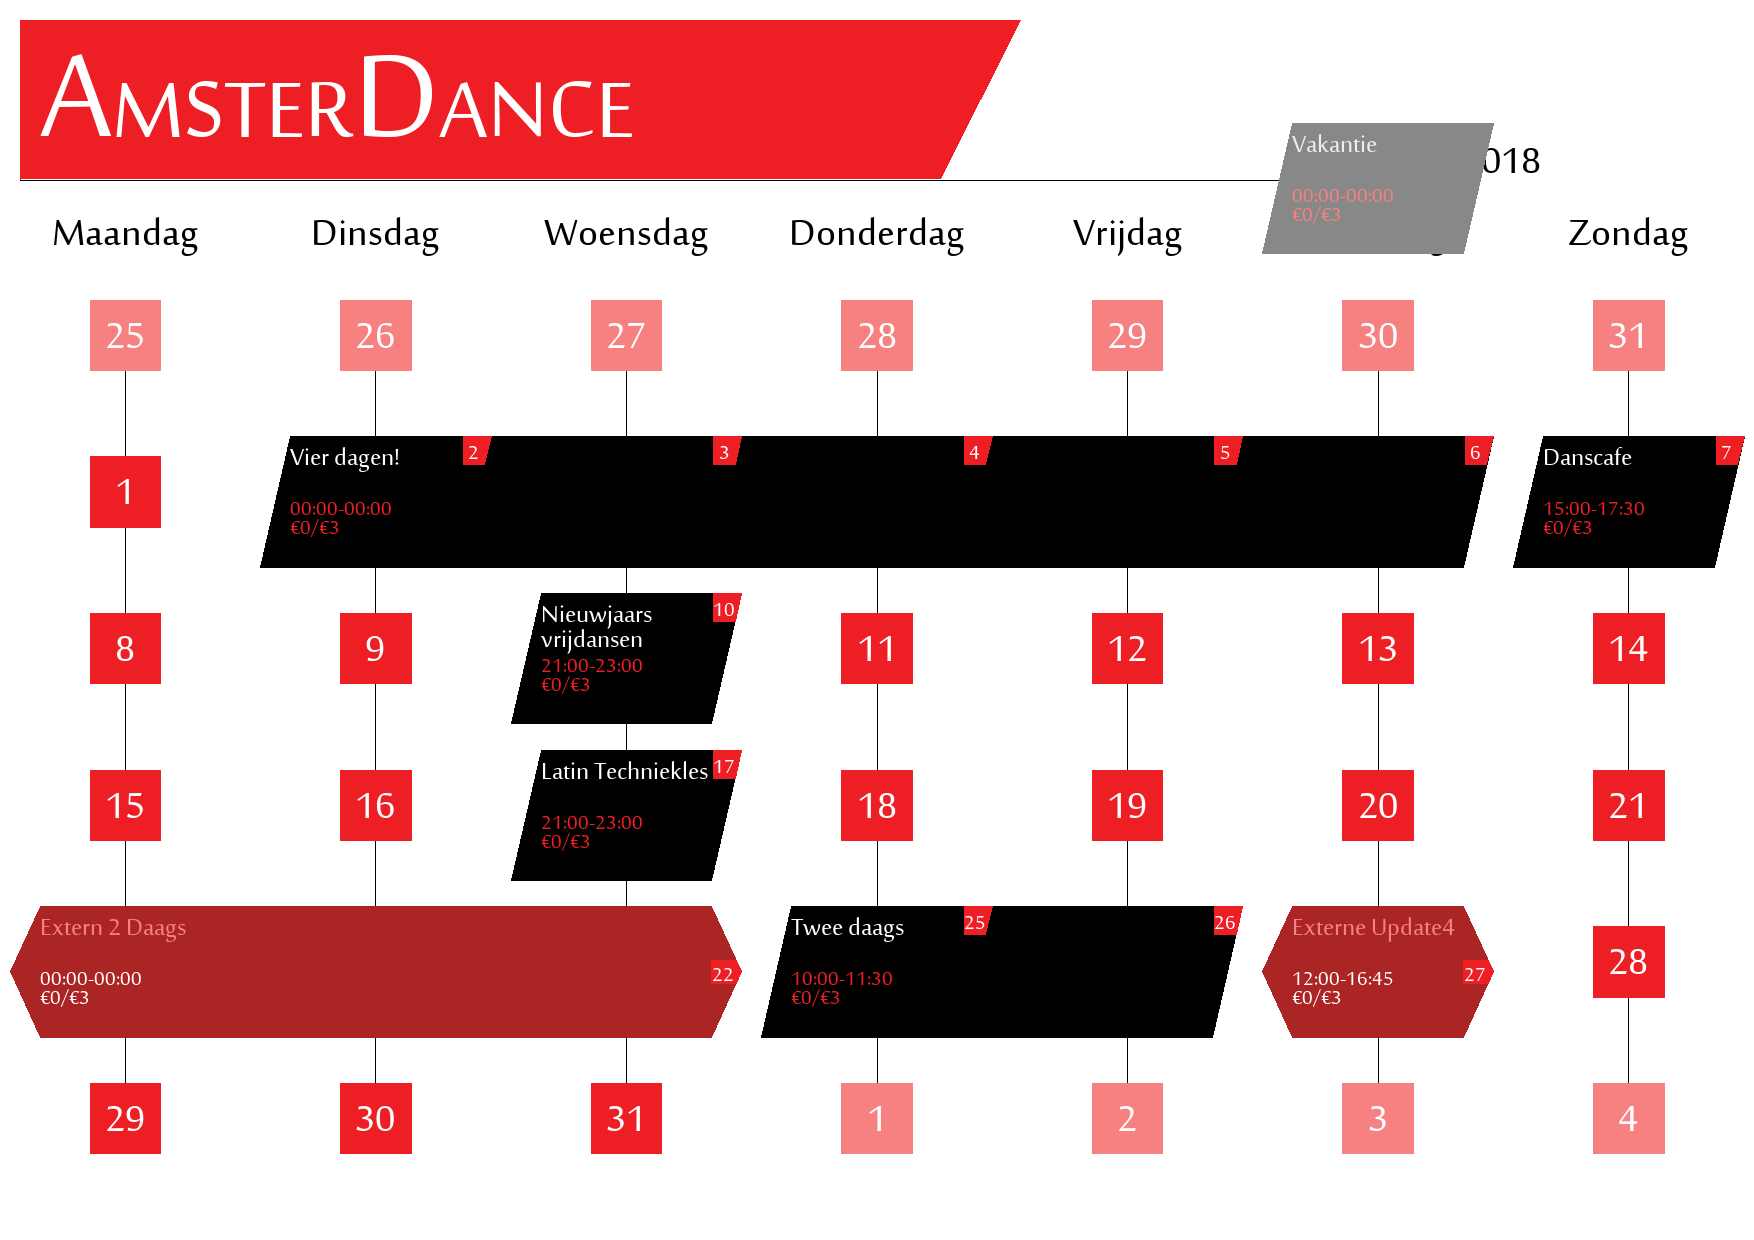 AMSTERDANCE
Vakantie
018
00:00-00:00
€0/€3
Maandag Dinsdag Woensdag Donderdag Vrijdag Zondag
25 26 27 28 29 30 31
Vier dagen! 2 3 4 5 6 Danscafe 7
1
00:00-00:00 15:00-17:30
€0/€3 €0/€3
Nieuwjaars 10
vrijdansen
8 9 11 12 13 14
21:00-23:00
€0/€3
Latin Techniekles 17
15 16 18 19 20 21
21:00-23:00
€0/€3
Extern 2 Daags Twee daags 25 26 Externe Update4
28
00:00-00:00 22 10:00-11:30 12:00-16:45 27
€0/€3 €0/€3 €0/€3
29 30 31 1 2 3 4